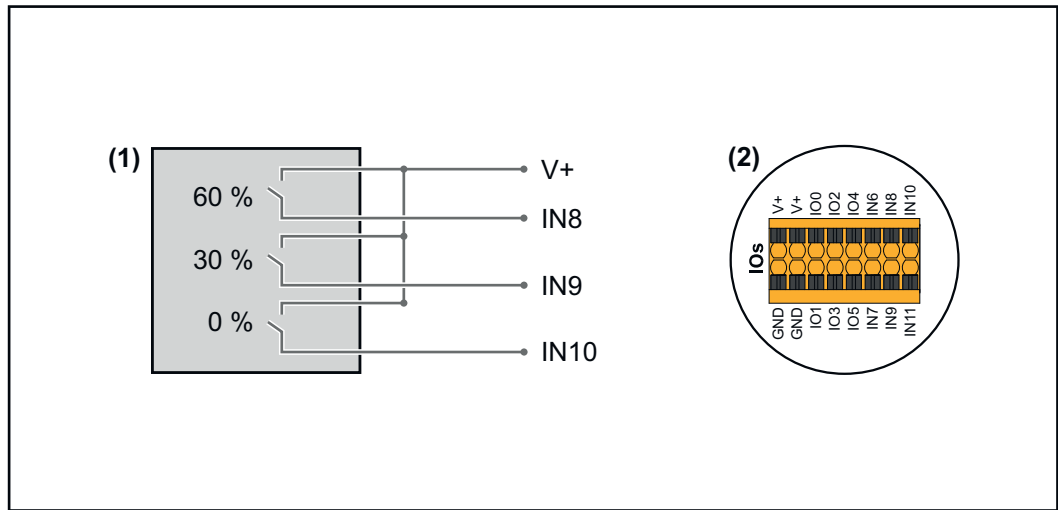 (1)
60 %
30 %
0 %
V+
IN8
IN9
IN10
(2)
IOs
V+
V+
IO0
IO2
IO4
IN6
IN8
IN10
GND
GND
IO1
IO3
IO5
IN7
IN9
IN11